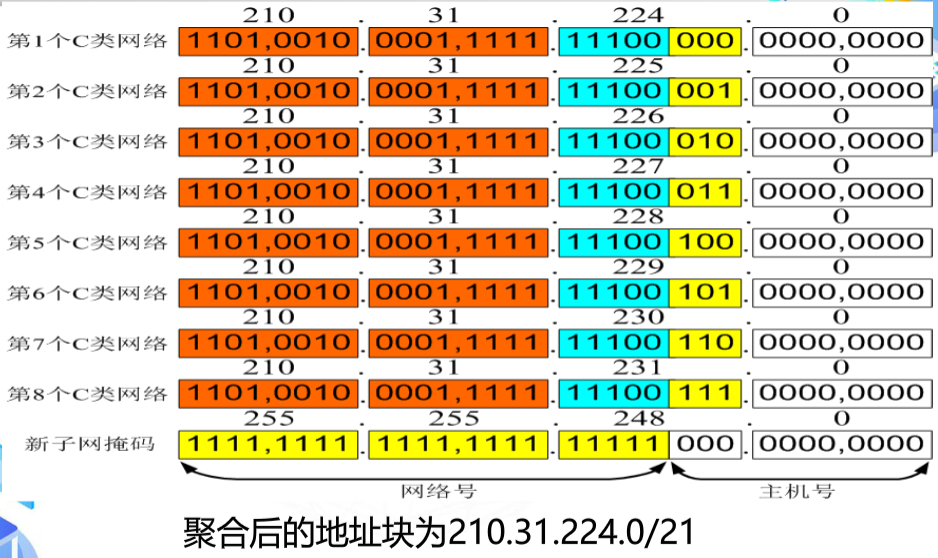 210 . 31 . 224 . 0
第1个C类网络 1101,0010 . 0001,1111 . 11100 000 . 0000,0000
210 . 31 . 225 . 0
第2个C类网络 1101,0010 . 0001,1111 . 11100 001 . 0000,0000
210 . 31 . 226 . 0
第3个C类网络 1101,0010 . 0001,1111 . 11100 010 . 0000,0000
210 . 31 . 227 . 0
第4个C类网络 1101,0010 . 0001,1111 . 11100 011 . 0000,0000
210 . 31 . 228 . 0
第5个C类网络 1101,0010 . 0001,1111 . 11100 100 . 0000,0000
210 . 31 . 229 . 0
第6个C类网络 1101,0010 . 0001,1111 . 11100 101 . 0000,0000
210 . 31 . 230 . 0
第7个C类网络 1101,0010 . 0001,1111 . 11100 110 . 0000,0000
210 . 31 . 231 . 0
第8个C类网络 1101,0010 . 0001,1111 . 11100 111 . 0000,0000
255 . 255 . 248 . 0
新子网掩码 1111,1111 . 1111,1111 . 11111 000 . 0000,0000
网络号 主机号
聚合后的地址块为210.31.224.0/21